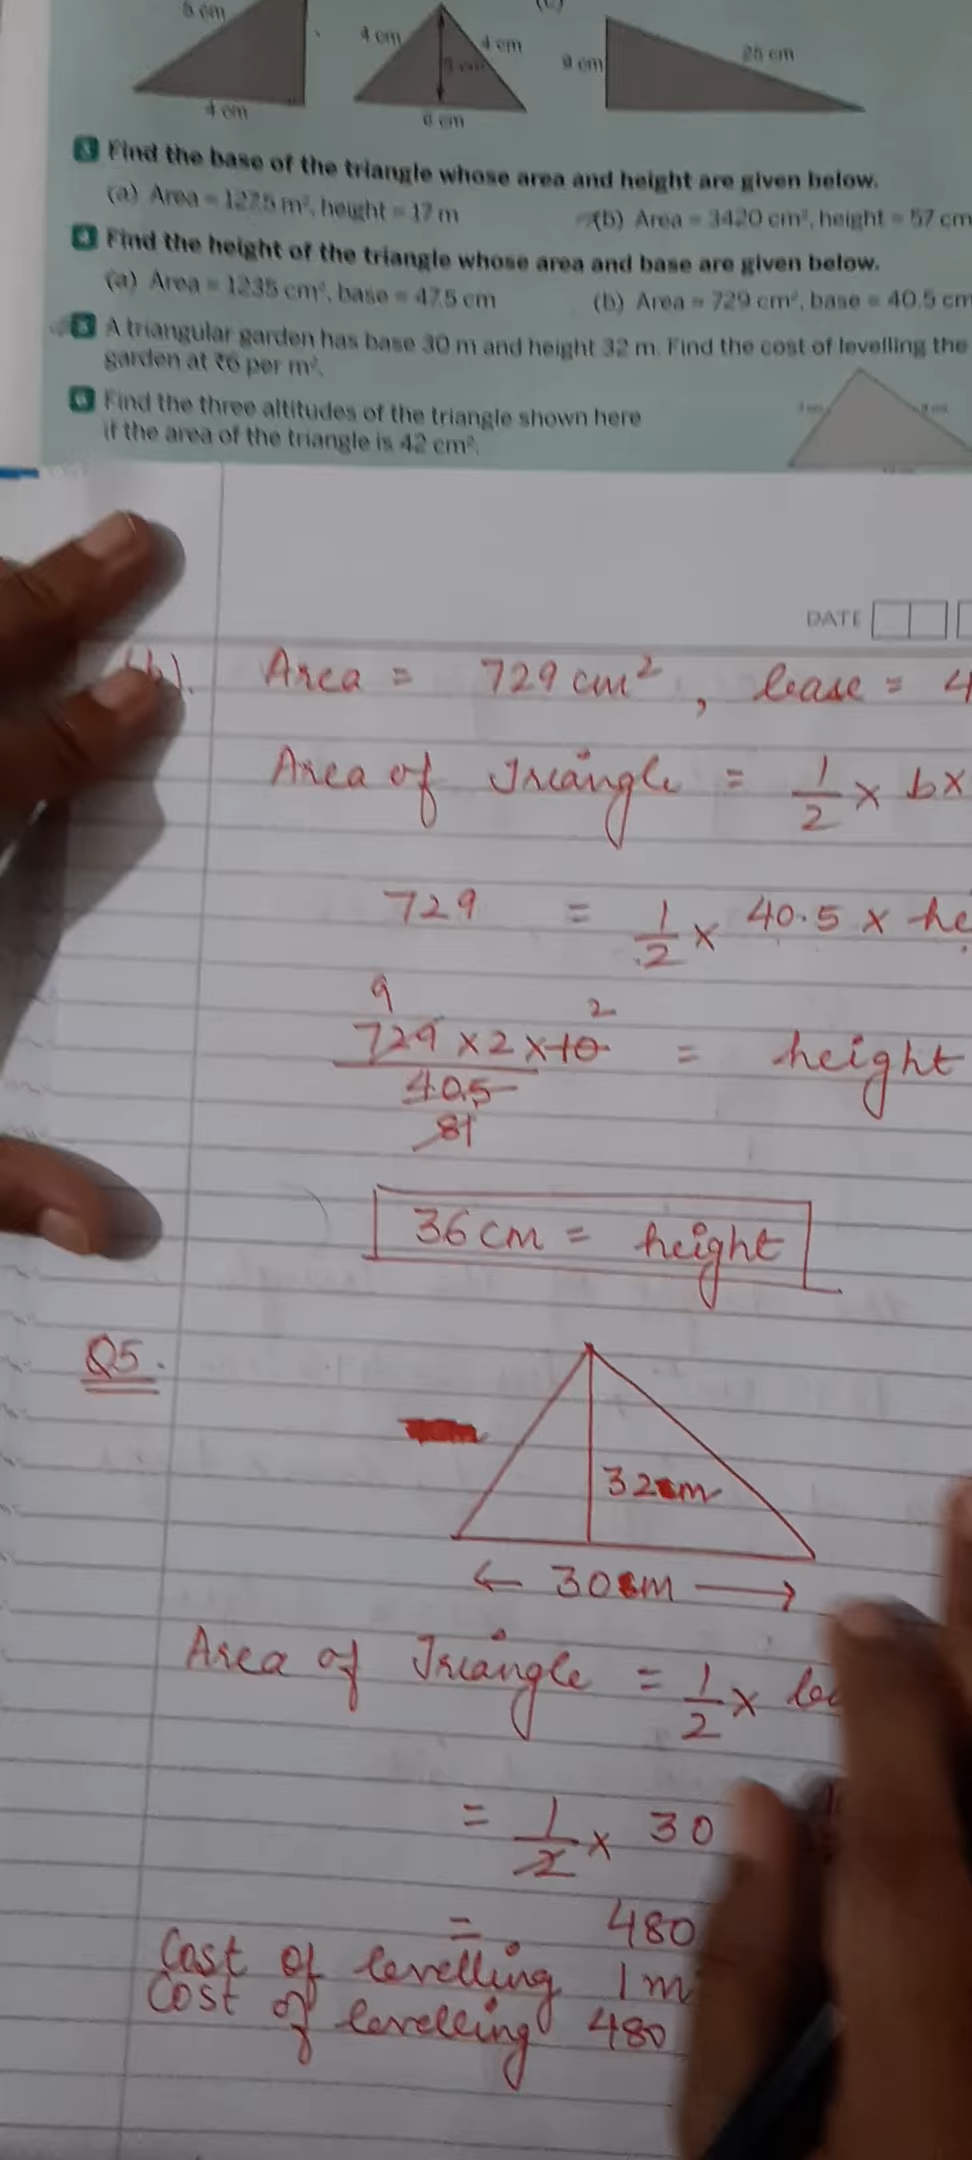 5 cm
4 cm
4 cm
4 cm
6 cm
9 cm
25 cm
3 Find the base of the triangle whose area and height are given below.
(a) Area = 127.5 m², height = 17 m
(b) Area = 3420 cm², height = 57 cm
4 Find the height of the triangle whose area and base are given below.
(a) Area = 1235 cm², base = 47.5 cm
(b) Area = 729 cm², base = 40.5 cm
5 A triangular garden has base 30 m and height 32 m. Find the cost of levelling the
garden at ₹6 per m².
6 Find the three altitudes of the triangle shown here
if the area of the triangle is 42 cm².
DATE
(b). Area = 729 cm², base = 4
Area of Triangle = 1/2 × b ×
729 = 1/2 × 40.5 × he
9 2
729 × 2 × 10 = height
405
81
36 cm = height
Q5.
32 m
← 30 m →
Area of Triangle = 1/2 ×
= 1/2 × 30
= 480
Cost of levelling 1 m
Cost of levelling 480